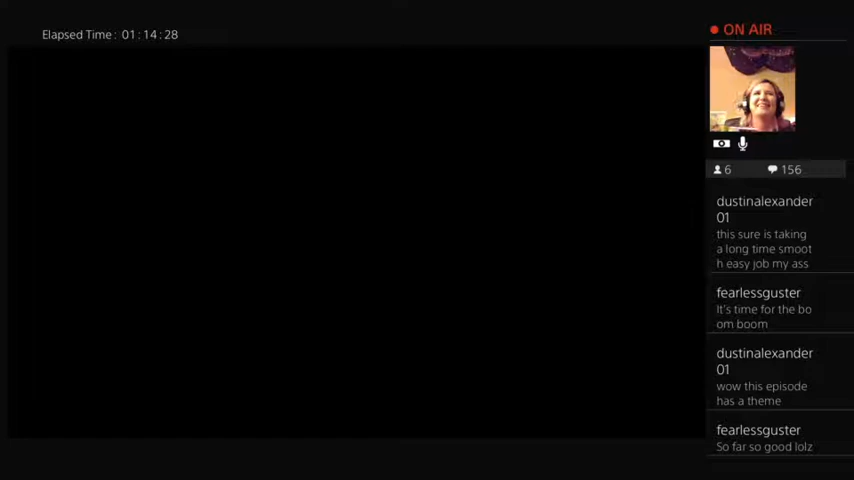 Elapsed Time: 01:14:28
ON AIR
6
156
dustinalexander
01
this sure is taking
a long time smoot
h easy job my ass
fearlessguster
It's time for the bo
om boom
dustinalexander
01
wow this episode
has a theme
fearlessguster
So far so good lolz